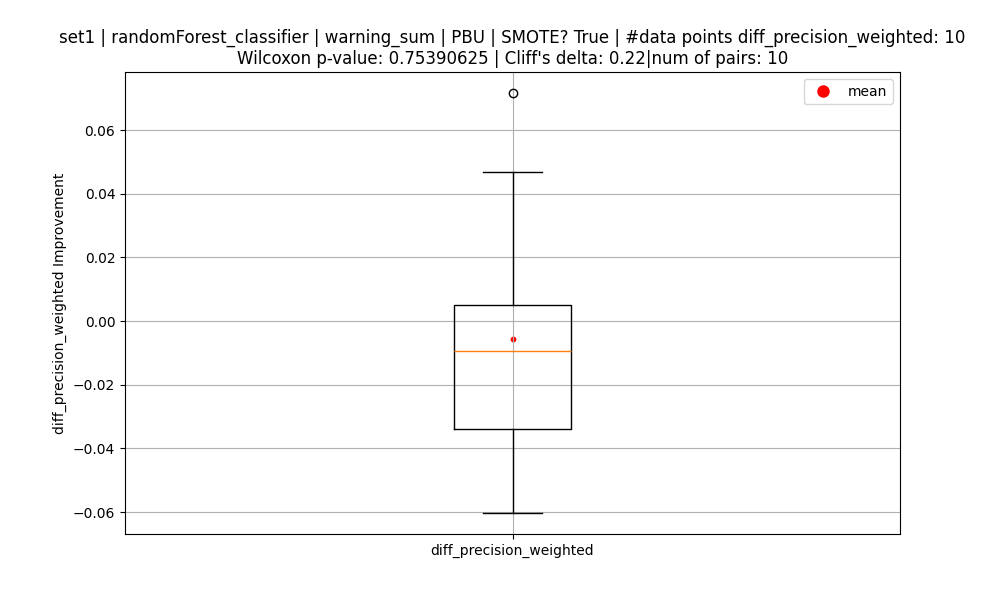 set1 | randomForest_classifier | warning_sum | PBU | SMOTE? True | #data points diff_precision_weighted: 10
Wilcoxon p-value: 0.75390625 | Cliff's delta: 0.22|num of pairs: 10
mean
0.06
0.04
0.02
0.00
−0.02
−0.04
−0.06
diff_precision_weighted Improvement
diff_precision_weighted